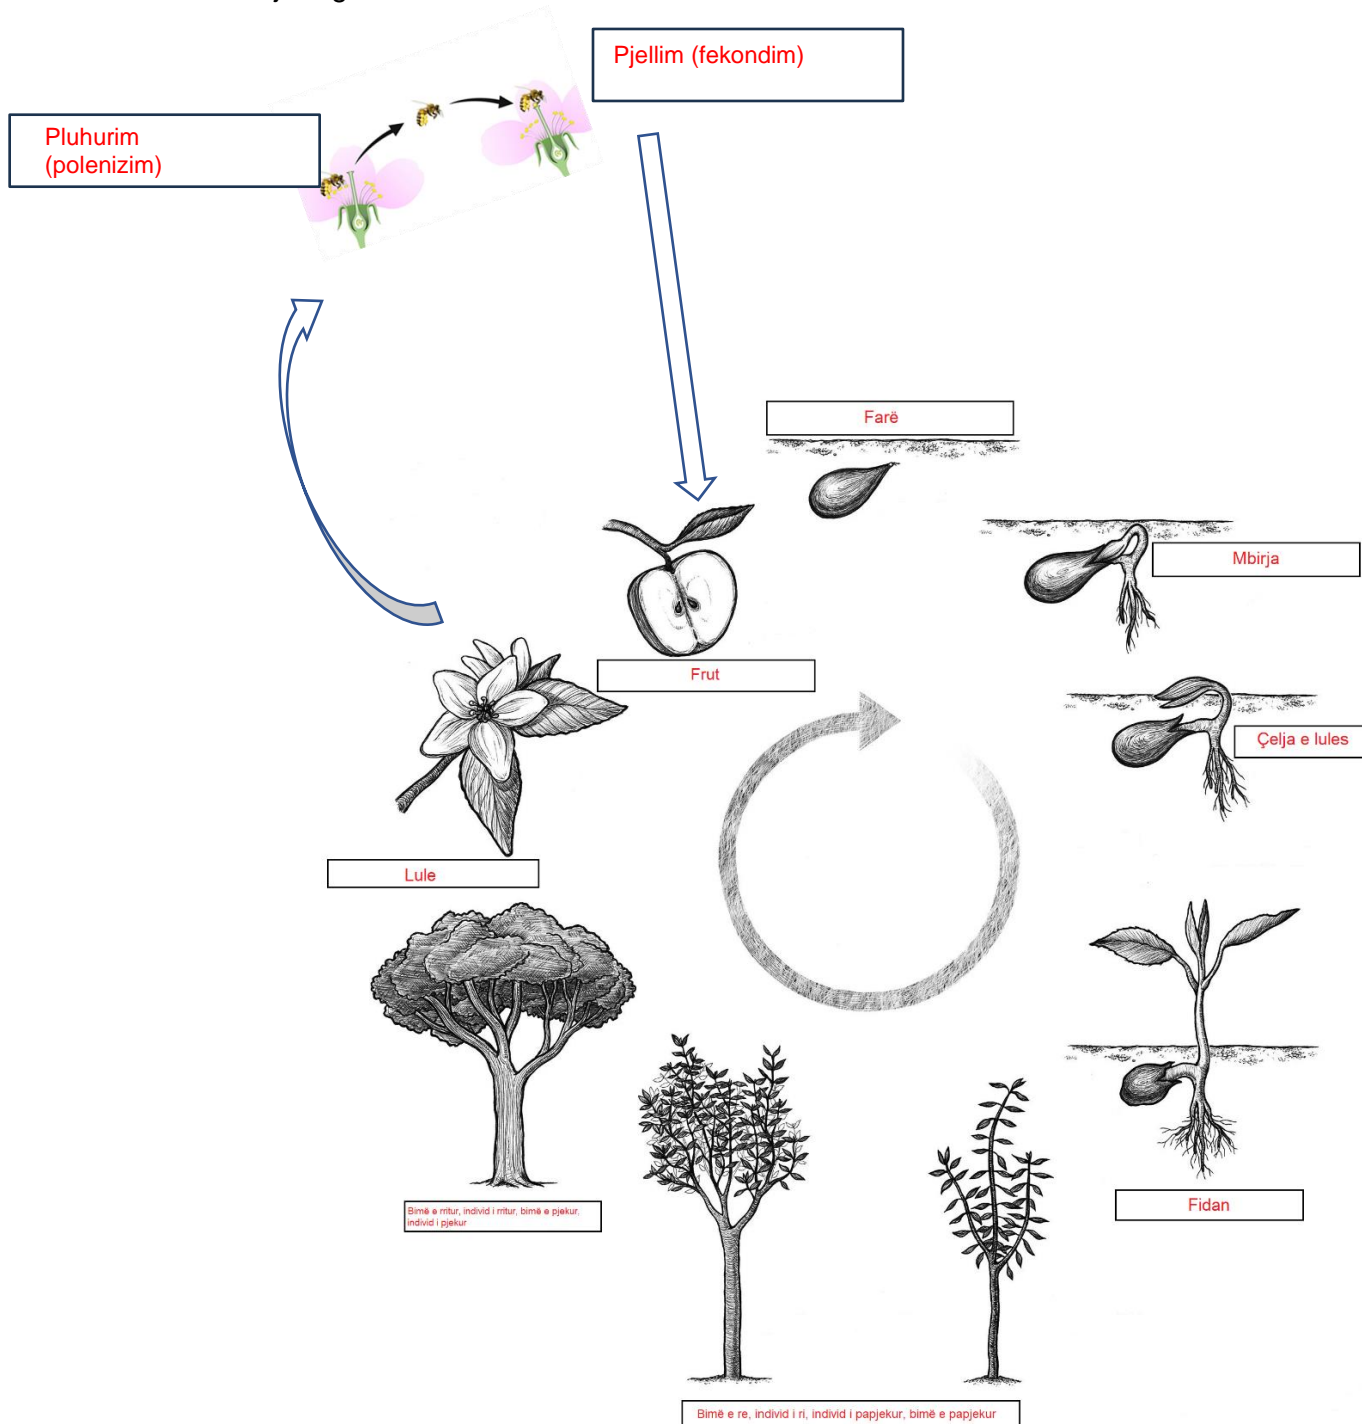 Pjellim (fekondim)
Pluhurim
(polenizim)
Farë
Mbirja
Frut
Çelja e lules
Lule
Fidan
Bimë e rritur, individ i rritur, bimë e pjekur,
individ i pjekur
Bimë e re, individ i ri, individ i papjekur, bimë e papjekur